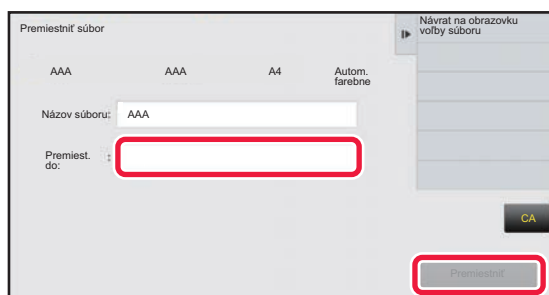 Premiestniť súbor
Návrat na obrazovku
voľby súboru
AAA AAA A4 Autom.
farebne
Názov súboru: AAA
Premiest.
do: :
CA
Premiestniť